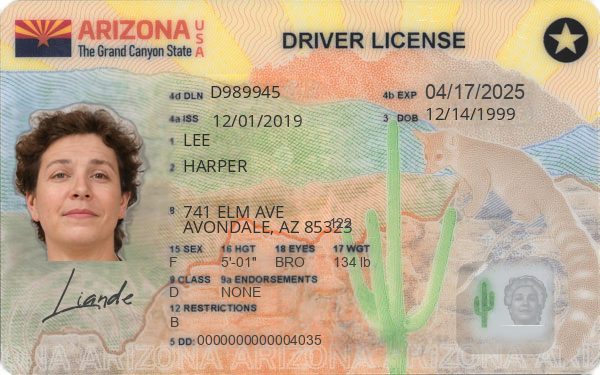 ARIZONA USA
The Grand Canyon State
DRIVER LICENSE
4d DLN D989945
4b EXP 04/17/2025
4a ISS 12/01/2019
3 DOB 12/14/1999
1 LEE
2 HARPER
8 741 ELM AVE
AVONDALE, AZ 85323
15 SEX 16 HGT 18 EYES 17 WGT
F 5'-01" BRO 134 lb
9 CLASS 9a ENDORSEMENTS
D NONE
12 RESTRICTIONS
B
5 DD: 0000000000004035
Liande
ARIZONA ARIZONA ARIZONA ARIZONA